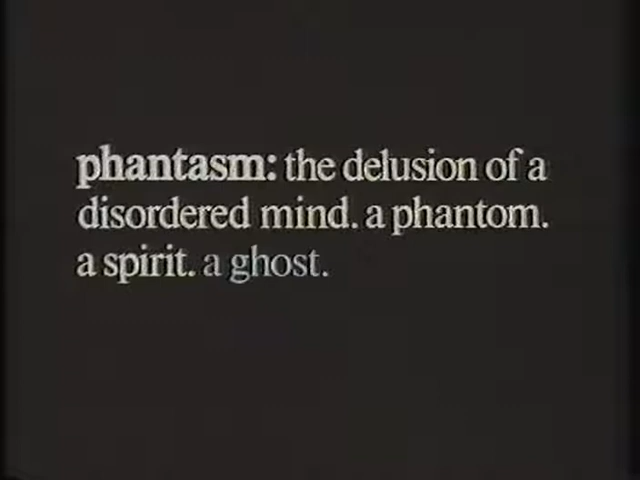 phantasm: the delusion of a
disordered mind. a phantom.
a spirit. a ghost.